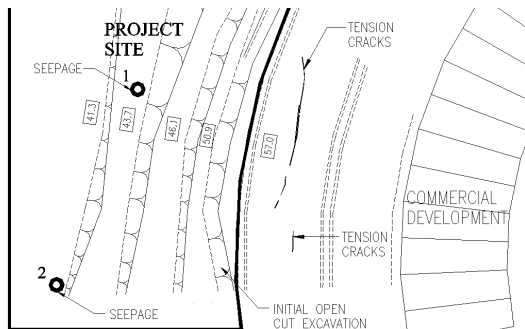 PROJECT
SITE
TENSION
CRACKS
SEEPAGE
1
41.3
43.7
46.1
50.9
57.0
COMMERCIAL
DEVELOPMENT
TENSION
CRACKS
2
SEEPAGE
INITIAL OPEN
CUT EXCAVATION